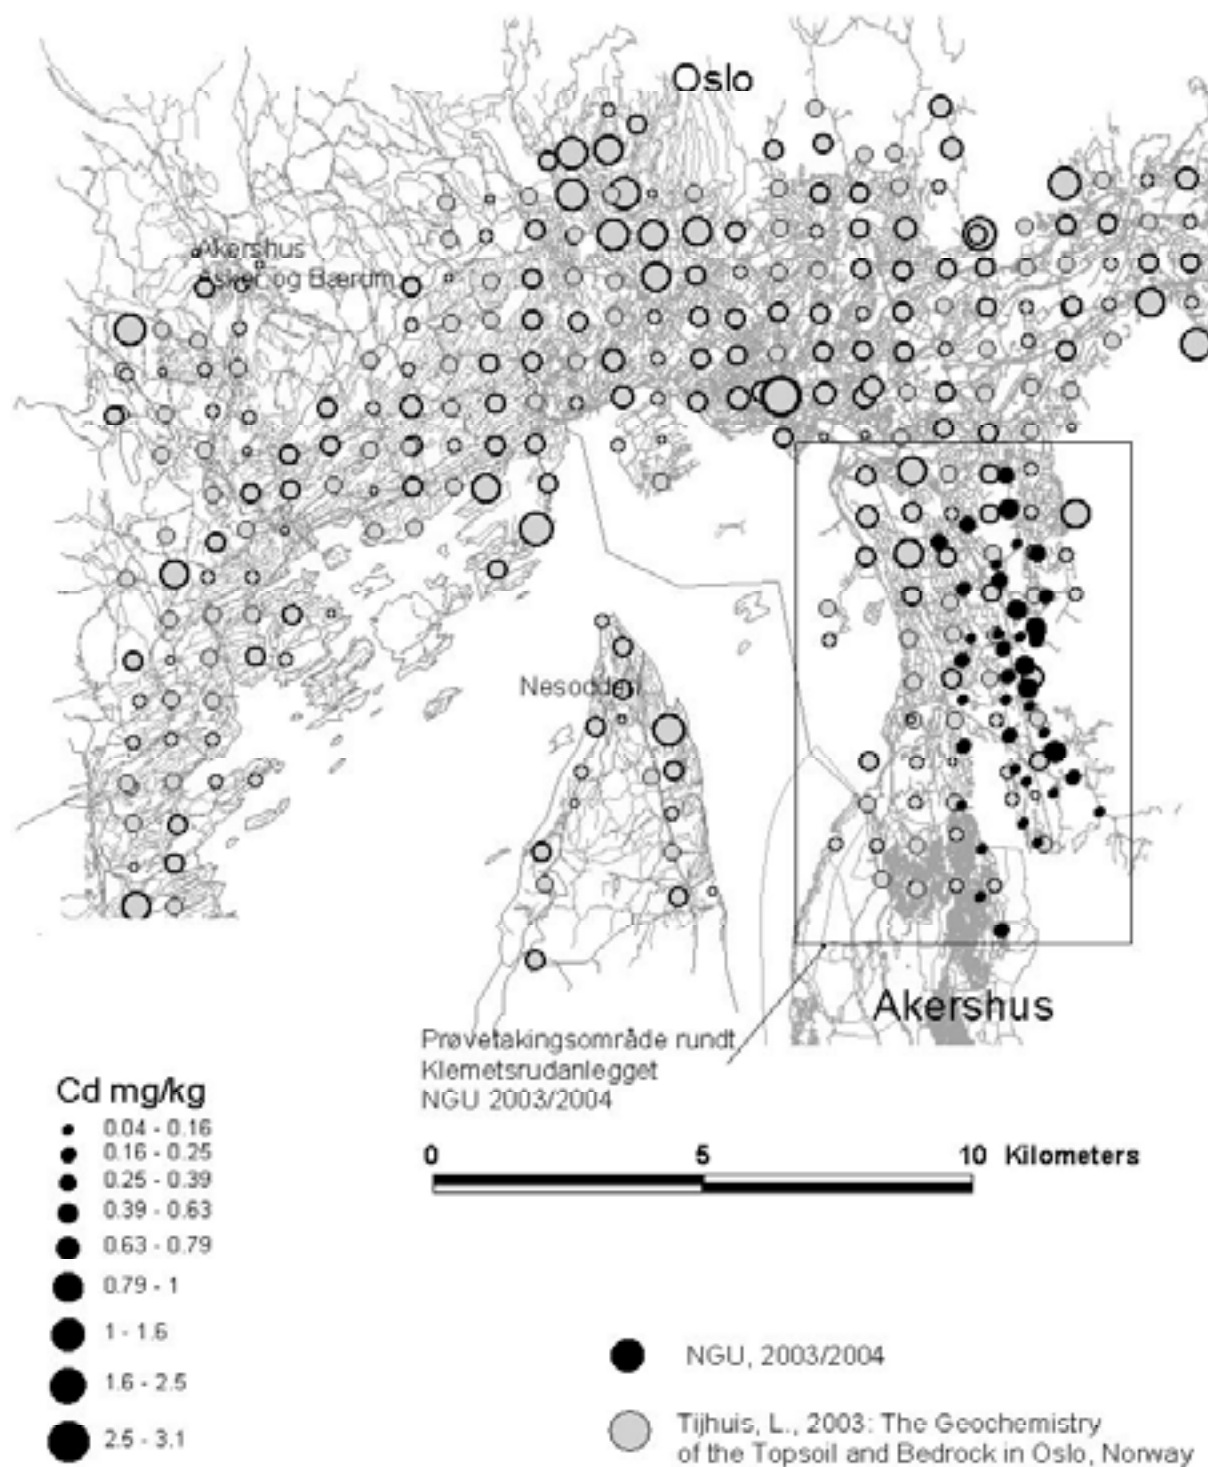 Oslo
Akershus
Asker og Bærum
Nesodden
Akershus
Prøvetakingsområde rundt
Klemetsrudanlegget
NGU 2003/2004
Cd mg/kg
0.04 - 0.16
0.16 - 0.25
0.25 - 0.39
0.39 - 0.63
0.63 - 0.79
0.79 - 1
1 - 1.6
1.6 - 2.5
2.5 - 3.1
0 5 10 Kilometers
NGU, 2003/2004
Tijhuis, L., 2003: The Geochemistry
of the Topsoil and Bedrock in Oslo, Norway